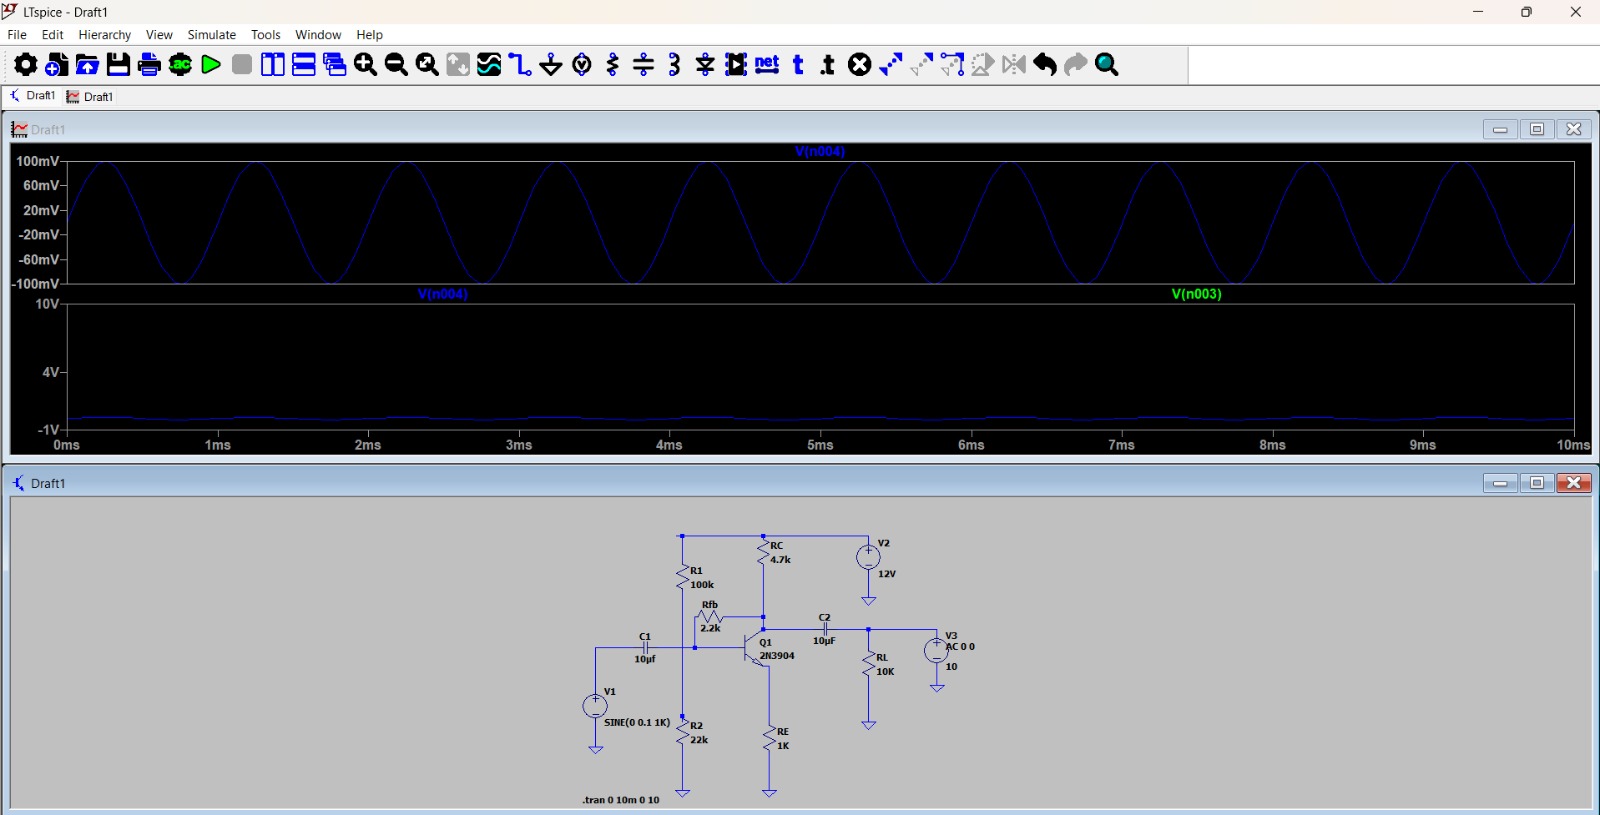 LTspice - Draft1
File Edit Hierarchy View Simulate Tools Window Help
.ac net t .t
Draft1 Draft1
Draft1
V(n004)
100mV
60mV
20mV
-20mV
-60mV
-100mV
V(n004) V(n003)
10V
4V
-1V
0ms 1ms 2ms 3ms 4ms 5ms 6ms 7ms 8ms 9ms 10ms
Draft1
RC
4.7k
V2
12V
R1
100k
Rfb
2.2k
C1
10µf
Q1
2N3904
C2
10µF
RL
10K
V3
AC 0 0
10
V1
SINE(0 0.1 1K)
R2
22k
RE
1K
.tran 0 10m 0 10